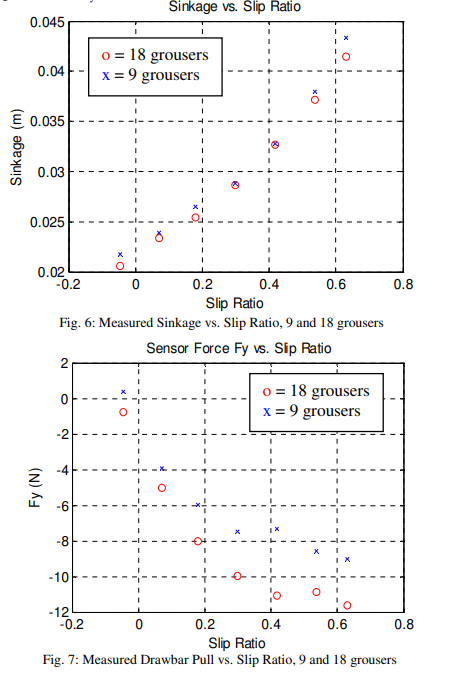 Sinkage vs. Slip Ratio
0.045
0.04
0.035
0.03
0.025
0.02
o = 18 grousers
x = 9 grousers
Sinkage (m)
-0.2 0 0.2 0.4 0.6 0.8
Slip Ratio
Fig. 6: Measured Sinkage vs. Slip Ratio, 9 and 18 grousers
Sensor Force Fy vs. Slip Ratio
2
0
-2
-4
-6
-8
-10
-12
o = 18 grousers
x = 9 grousers
Fy (N)
-0.2 0 0.2 0.4 0.6 0.8
Slip Ratio
Fig. 7: Measured Drawbar Pull vs. Slip Ratio, 9 and 18 grousers